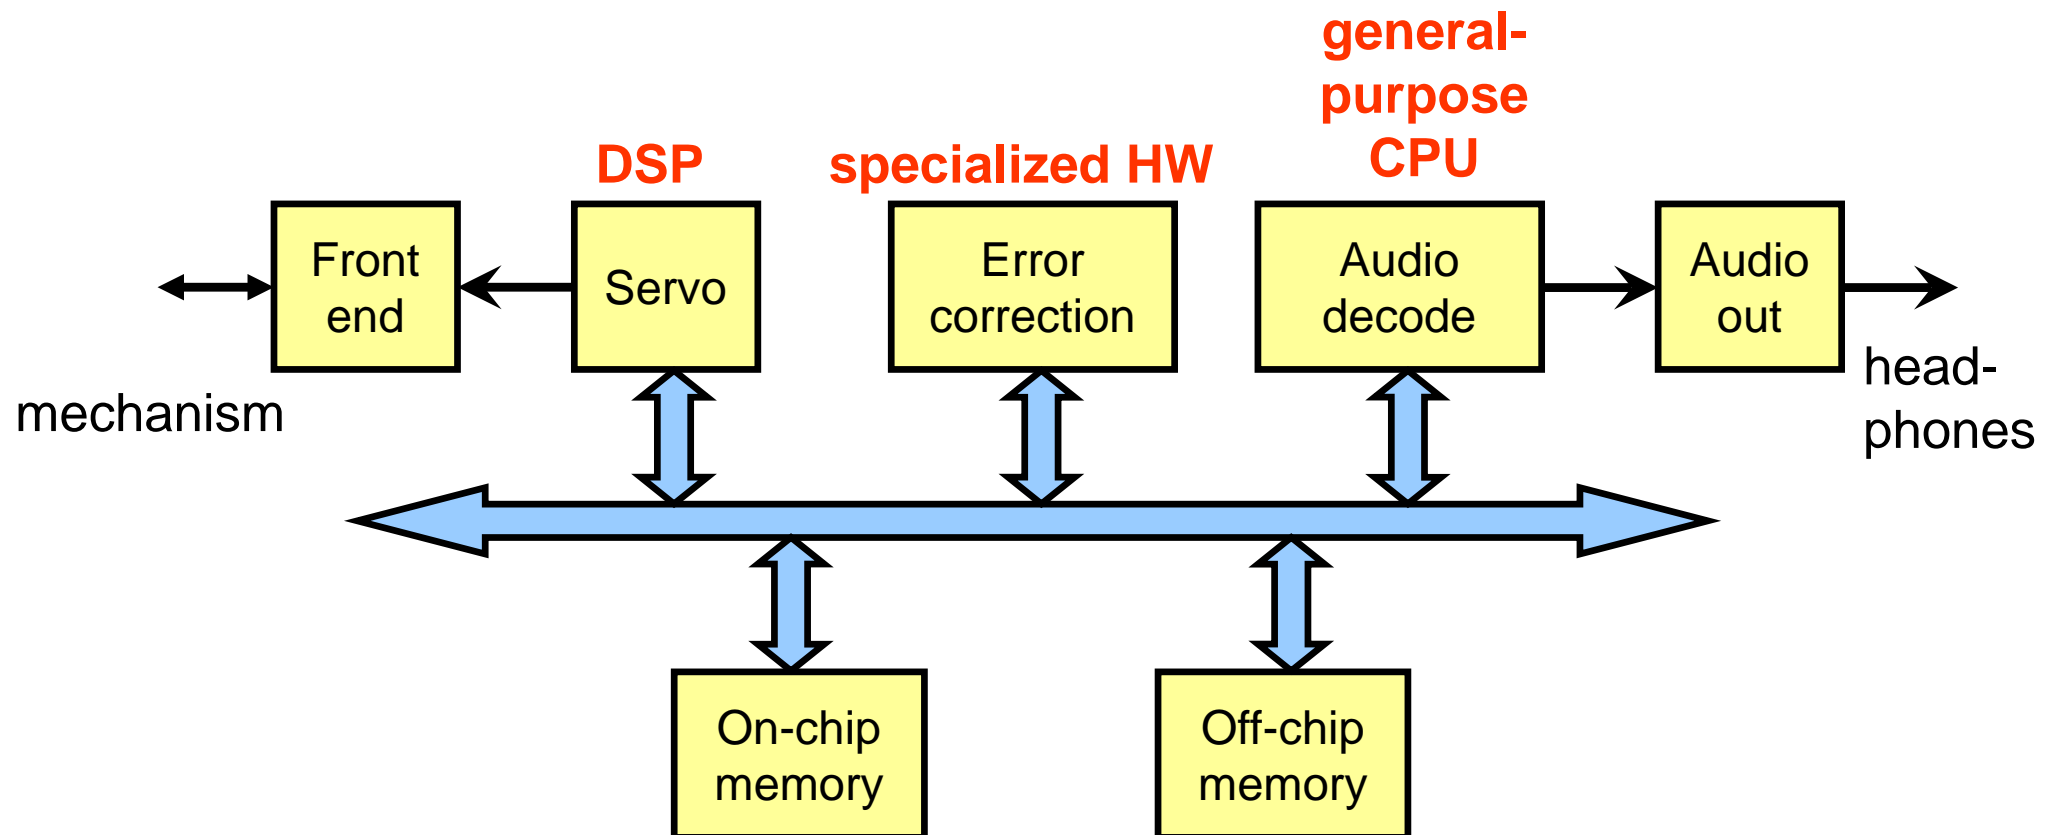 general-
purpose
CPU
DSP
specialized HW
Front
end
Servo
Error
correction
Audio
decode
Audio
out
mechanism
head-
phones
On-chip
memory
Off-chip
memory